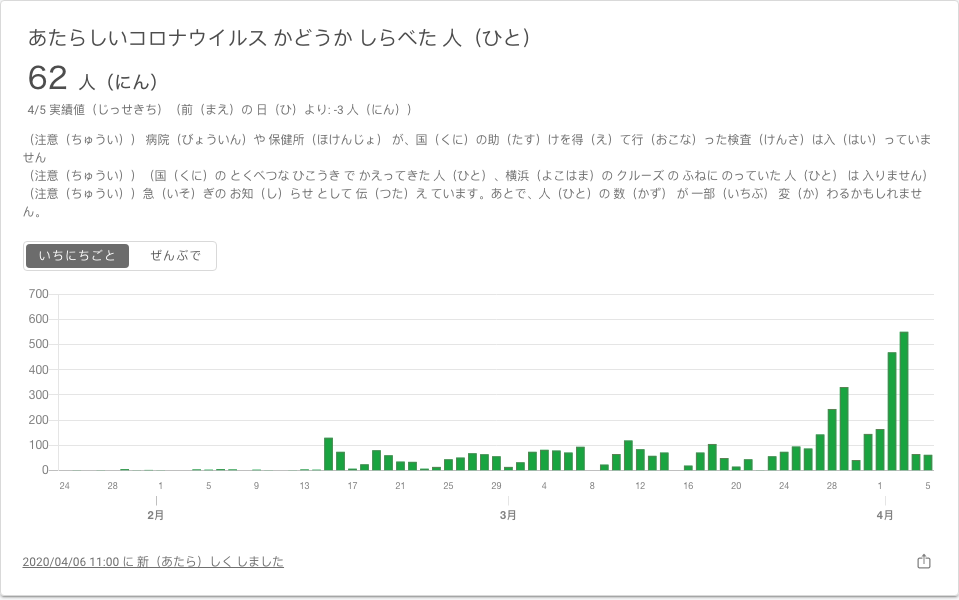 あたらしいコロナウイルス かどうか しらべた 人（ひと）
62 人（にん）
4/5 実績値（じっせきち）（前（まえ）の 日（ひ）より: -3 人（にん））
（注意（ちゅうい）） 病院（びょういん）や 保健所（ほけんじょ） が、国（くに）の助（たす）けを得（え）て行（おこな）った検査（けんさ）は入（はい）っていま
せん
（注意（ちゅうい））（国（くに）の とくべつな ひこうき で かえってきた 人（ひと）、横浜（よこはま）の クルーズ の ふねに のっていた 人（ひと） は 入りません）
（注意（ちゅうい））急（いそ）ぎの お知（し）らせ として 伝（つた）え ています。あとで、人（ひと）の 数（かず） が 一部（いちぶ） 変（か）わるかもしれませ
ん。
いちにちごと ぜんぶで
700
600
500
400
300
200
100
0
24 28 1 5 9 13 17 21 25 29 4 8 12 16 20 24 28 1 5
2月 3月 4月
2020/04/06 11:00 に 新（あたら）しく しました